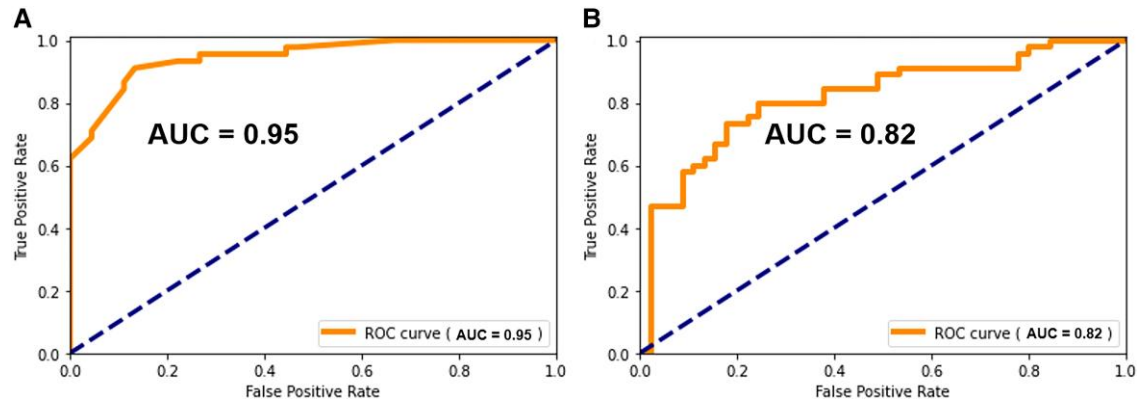 A
True Positive Rate
1.0
0.8
0.6
0.4
0.2
0.0
AUC = 0.95
ROC curve ( AUC = 0.95 )
0.0 0.2 0.4 0.6 0.8 1.0
False Positive Rate
B
True Positive Rate
1.0
0.8
0.6
0.4
0.2
0.0
AUC = 0.82
ROC curve ( AUC = 0.82 )
0.0 0.2 0.4 0.6 0.8 1.0
False Positive Rate